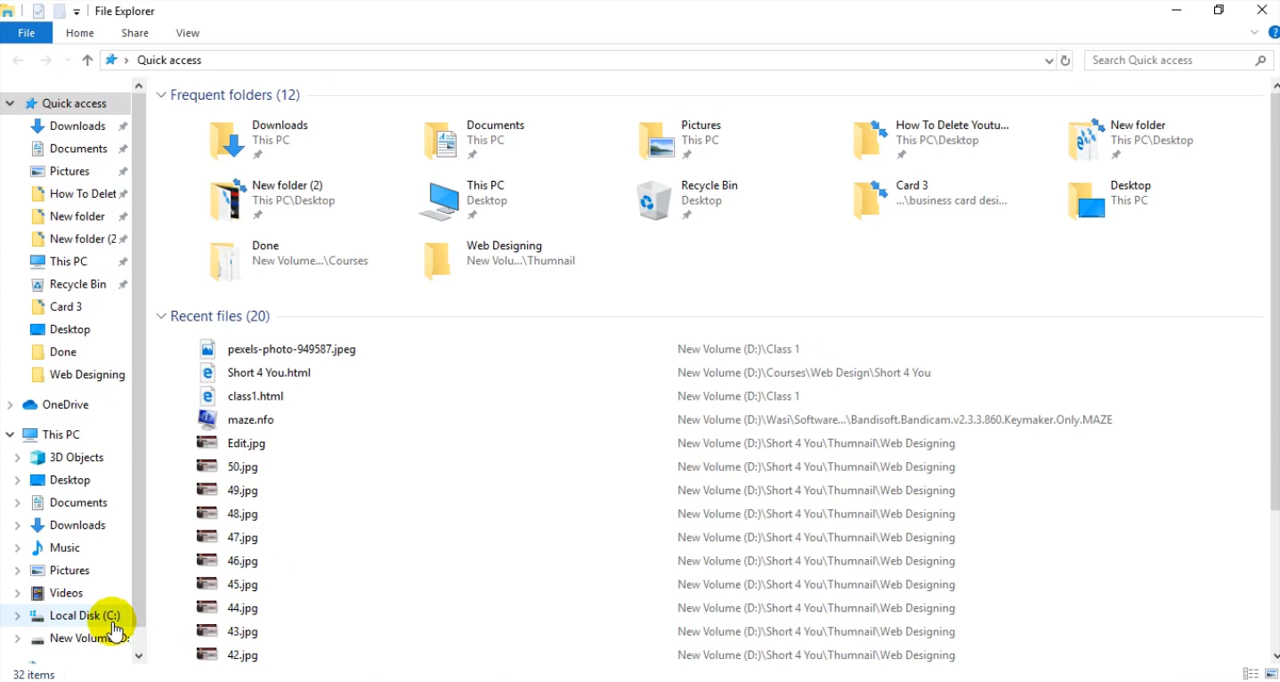 File Explorer
File Home Share View
Quick access
Search Quick access
Quick access
Downloads
Documents
Pictures
How To Delet
New folder
New folder (2
This PC
Recycle Bin
Card 3
Desktop
Done
Web Designing
OneDrive
This PC
3D Objects
Desktop
Documents
Downloads
Music
Pictures
Videos
Local Disk (C:)
New Volume
Frequent folders (12)
Downloads
This PC
Documents
This PC
Pictures
This PC
How To Delete Youtu...
This PC\Desktop
New folder
This PC\Desktop
New folder (2)
This PC\Desktop
This PC
Desktop
Recycle Bin
Desktop
Card 3
...\business card desi...
Desktop
This PC
Done
New Volume...\Courses
Web Designing
New Volu...\Thumnail
Recent files (20)
pexels-photo-949587.jpeg New Volume (D:)\Class 1
Short 4 You.html New Volume (D:)\Courses\Web Design\Short 4 You
class1.html New Volume (D:)\Class 1
maze.nfo New Volume (D:)\Wasi\Software...\Bandisoft.Bandicam.v2.3.3.860.Keymaker.Only.MAZE
Edit.jpg New Volume (D:)\Short 4 You\Thumnail\Web Designing
50.jpg New Volume (D:)\Short 4 You\Thumnail\Web Designing
49.jpg New Volume (D:)\Short 4 You\Thumnail\Web Designing
48.jpg New Volume (D:)\Short 4 You\Thumnail\Web Designing
47.jpg New Volume (D:)\Short 4 You\Thumnail\Web Designing
46.jpg New Volume (D:)\Short 4 You\Thumnail\Web Designing
45.jpg New Volume (D:)\Short 4 You\Thumnail\Web Designing
44.jpg New Volume (D:)\Short 4 You\Thumnail\Web Designing
43.jpg New Volume (D:)\Short 4 You\Thumnail\Web Designing
42.jpg New Volume (D:)\Short 4 You\Thumnail\Web Designing
32 items